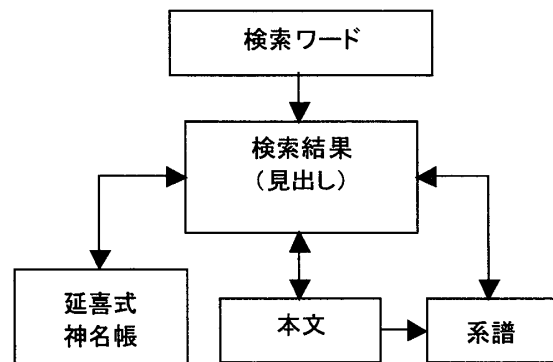 検索ワード
検索結果
（見出し）
延喜式
神名帳
本文
系譜